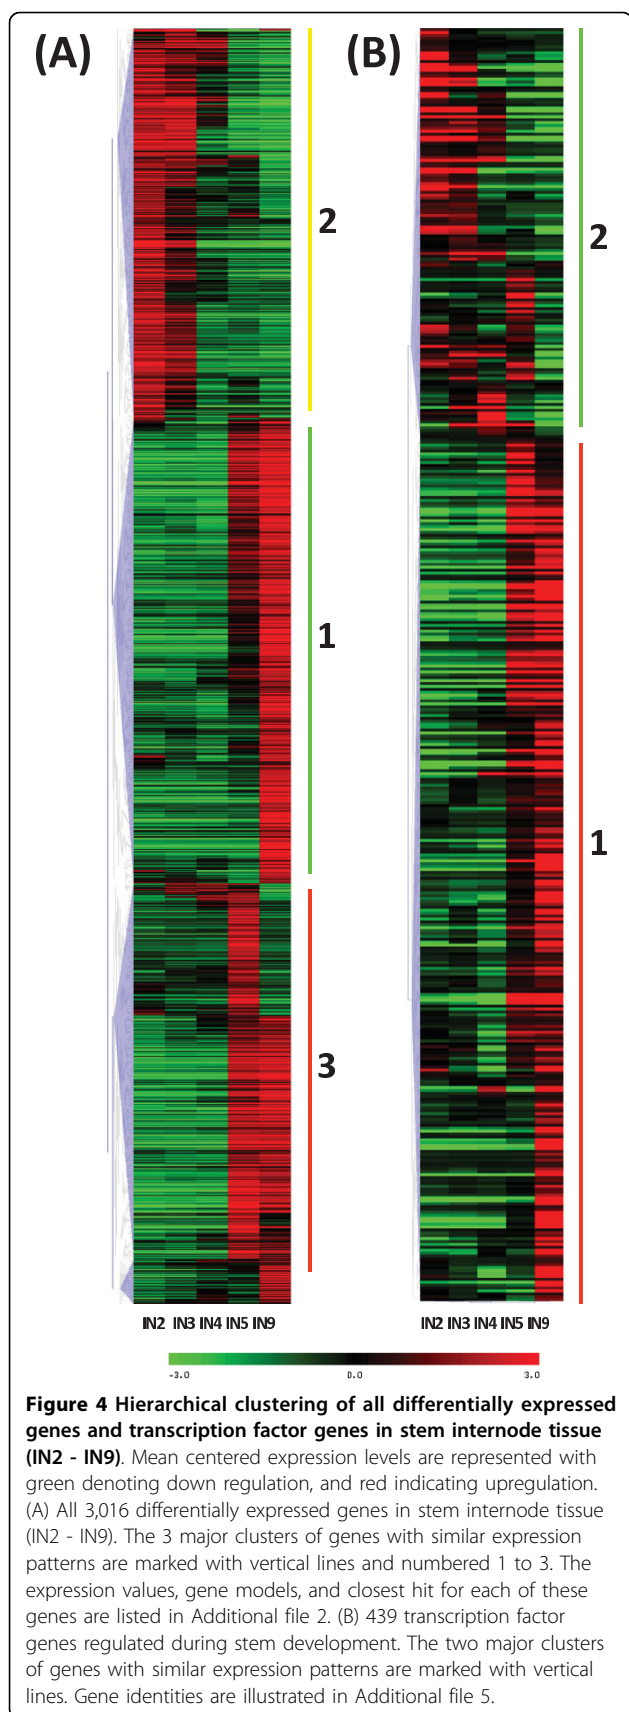 (A)
(B)
2
2
1
1
3
IN2 IN3 IN4 IN5 IN9
IN2 IN3 IN4 IN5 IN9
-3.0 0.0 3.0
Figure 4 Hierarchical clustering of all differentially expressed
genes and transcription factor genes in stem internode tissue
(IN2 - IN9). Mean centered expression levels are represented with
green denoting down regulation, and red indicating upregulation.
(A) All 3,016 differentially expressed genes in stem internode tissue
(IN2 - IN9). The 3 major clusters of genes with similar expression
patterns are marked with vertical lines and numbered 1 to 3. The
expression values, gene models, and closest hit for each of these
genes are listed in Additional file 2. (B) 439 transcription factor
genes regulated during stem development. The two major clusters
of genes with similar expression patterns are marked with vertical
lines. Gene identities are illustrated in Additional file 5.